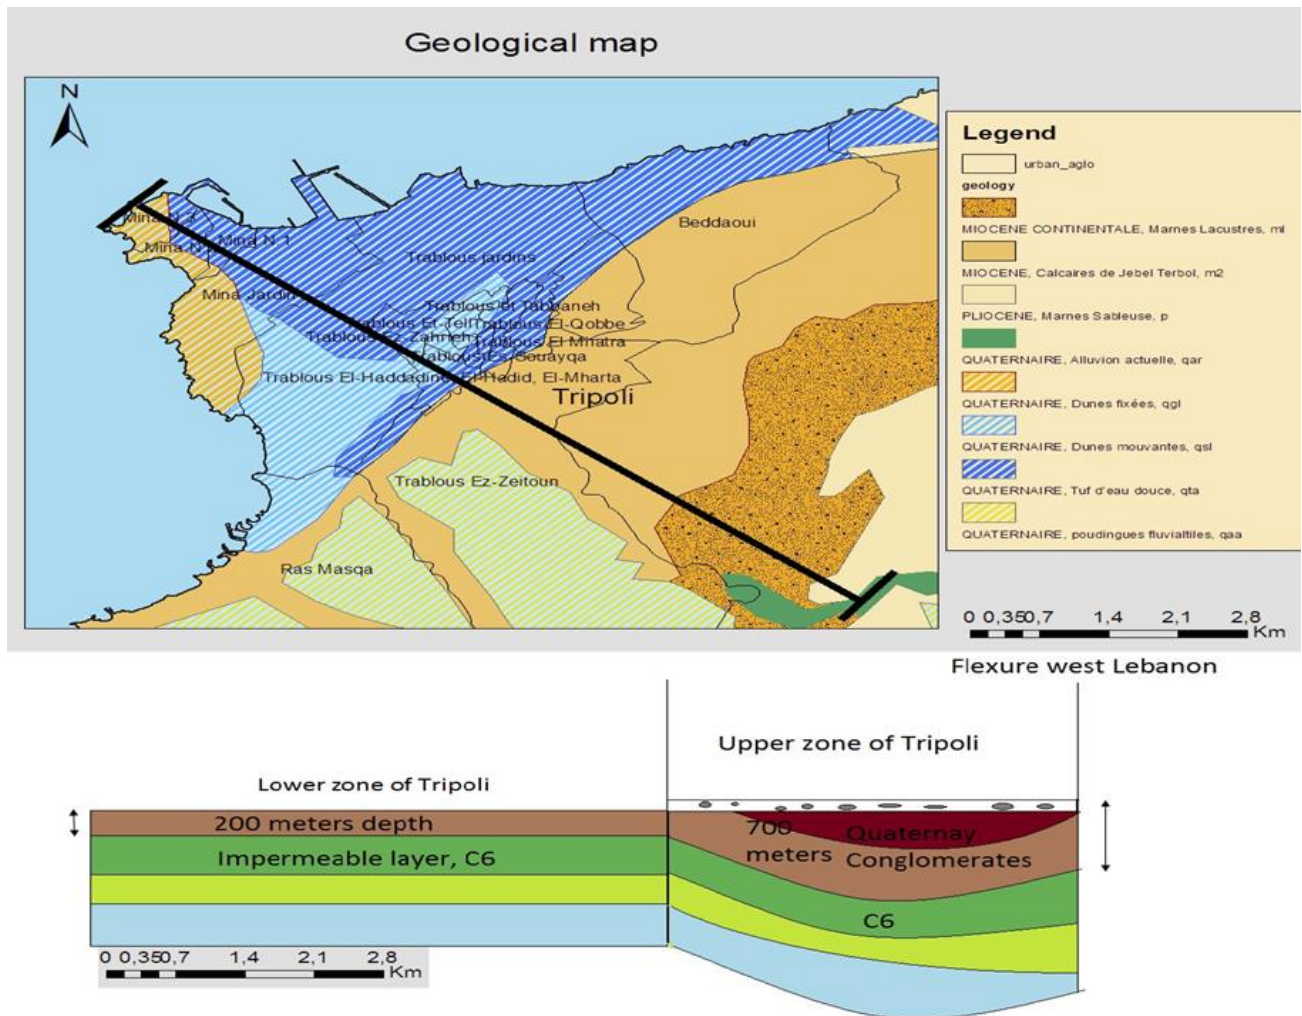 Geological map
N
Mina N 3
Mina N
Mina N 1
Beddaoui
Trablous jardins
Mina Jardin
Trablous et Tabbaneh
Trablous Et-Tell
Trablous El-Qobbe
Trablous Ez-Zahrieh
Trablous El Mhatra
Trablous Es-Souayqa
Trablous El-Haddadine, El-Hadid, El-Mharta
Tripoli
Trablous Ez-Zeitoun
Ras Masqa
Legend
urban_aglo
geology
MIOCENE CONTINENTALE, Marnes Lacustres, ml
MIOCENE, Calcaires de Jebel Terbol, m2
PLIOCENE, Marnes Sableuse, p
QUATERNAIRE, Alluvion actuelle, qar
QUATERNAIRE, Dunes fixées, qgl
QUATERNAIRE, Dunes mouvantes, qsl
QUATERNAIRE, Tuf d'eau douce, qta
QUATERNAIRE, poudingues fluvialtiles, qaa
0 0,35 0,7 1,4 2,1 2,8
Km
Flexure west Lebanon
Upper zone of Tripoli
Lower zone of Tripoli
200 meters depth
700 meters
Quaternay Conglomerates
Impermeable layer, C6
C6
0 0,35 0,7 1,4 2,1 2,8
Km